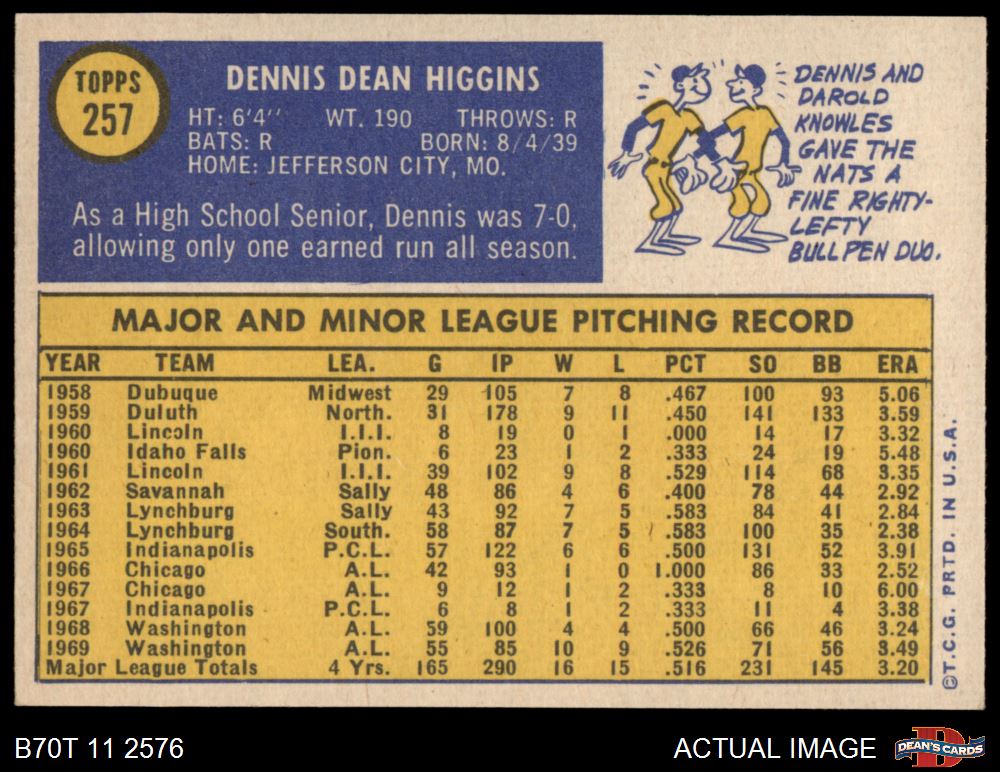 TOPPS
257
DENNIS DEAN HIGGINS
HT: 6'4'' WT. 190 THROWS: R
BATS: R BORN: 8/4/39
HOME: JEFFERSON CITY, MO.
As a High School Senior, Dennis was 7-0,
allowing only one earned run all season.
DENNIS AND
DAROLD
KNOWLES
GAVE THE
NATS A
FINE RIGHTY-
LEFTY
BULLPEN DUO.
MAJOR AND MINOR LEAGUE PITCHING RECORD
YEAR TEAM LEA. G IP W L PCT SO BB ERA
1958 Dubuque Midwest 29 105 7 8 .467 100 93 5.06
1959 Duluth North. 31 178 9 11 .450 141 133 3.59
1960 Lincoln I.I.I. 8 19 0 1 .000 14 17 3.32
1960 Idaho Falls Pion. 6 23 1 2 .333 24 19 5.48
1961 Lincoln I.I.I. 39 102 9 8 .529 114 68 3.35
1962 Savannah Sally 48 86 4 6 .400 78 44 2.92
1963 Lynchburg Sally 43 92 7 5 .583 84 41 2.84
1964 Lynchburg South. 58 87 7 5 .583 100 35 2.38
1965 Indianapolis P.C.L. 57 122 6 6 .500 131 52 3.91
1966 Chicago A.L. 42 93 1 0 1.000 86 33 2.52
1967 Chicago A.L. 9 12 1 2 .333 8 10 6.00
1967 Indianapolis P.C.L. 6 8 1 2 .333 11 4 3.38
1968 Washington A.L. 59 100 4 4 .500 66 46 3.24
1969 Washington A.L. 55 85 10 9 .526 71 56 3.49
Major League Totals 4 Yrs. 165 290 16 15 .516 231 145 3.20
©T.C.G. PRTD. IN U.S.A.
B70T 11 2576
ACTUAL IMAGE
D
DEAN'S CARDS